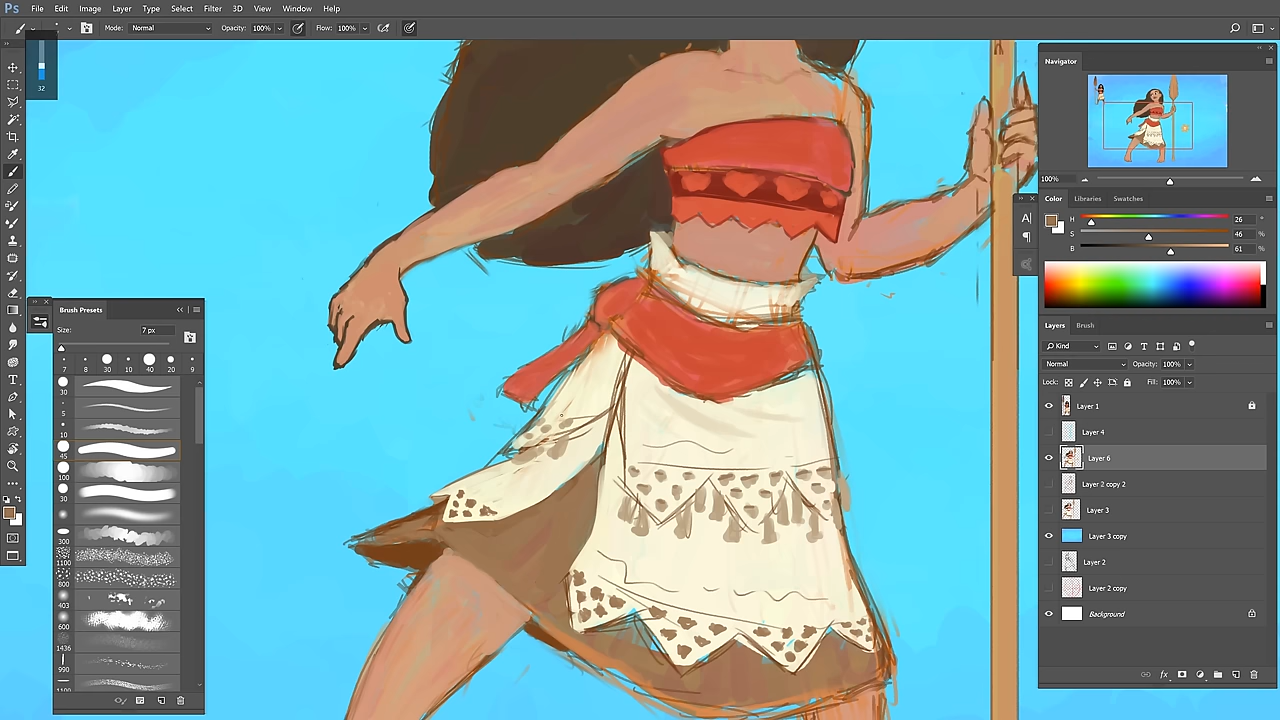 Ps File Edit Image Layer Type Select Filter 3D View Window Help
Mode: Normal Opacity: 100% Flow: 100%
32
Navigator
100%
Color Libraries Swatches
H 26 °
S 46 %
B 61 %
A|
Brush Presets
Size: 7 px
7 8 30 10 40 20 9
30
5
10
45
100
30
300
1100
800
403
600
1436
990
1100
Layers Brush
Kind
Normal Opacity: 100%
Lock: Fill: 100%
Layer 1
Layer 4
Layer 6
Layer 2 copy 2
Layer 3
Layer 3 copy
Layer 2
Layer 2 copy
Background
fx